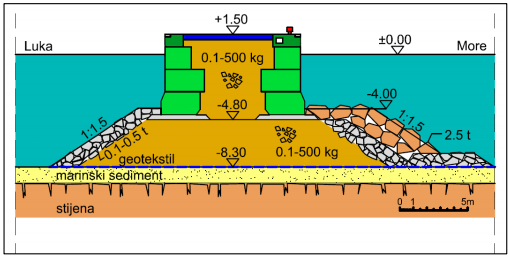 +1.50
Luka
±0.00
More
0.1-500 kg
-4.00
1:1.5
-4.80
1:1.5
0.1-0.5 t
2.5 t
geotekstil
-8.30
0.1-500 kg
marinski sediment
stijena
0 1 5m